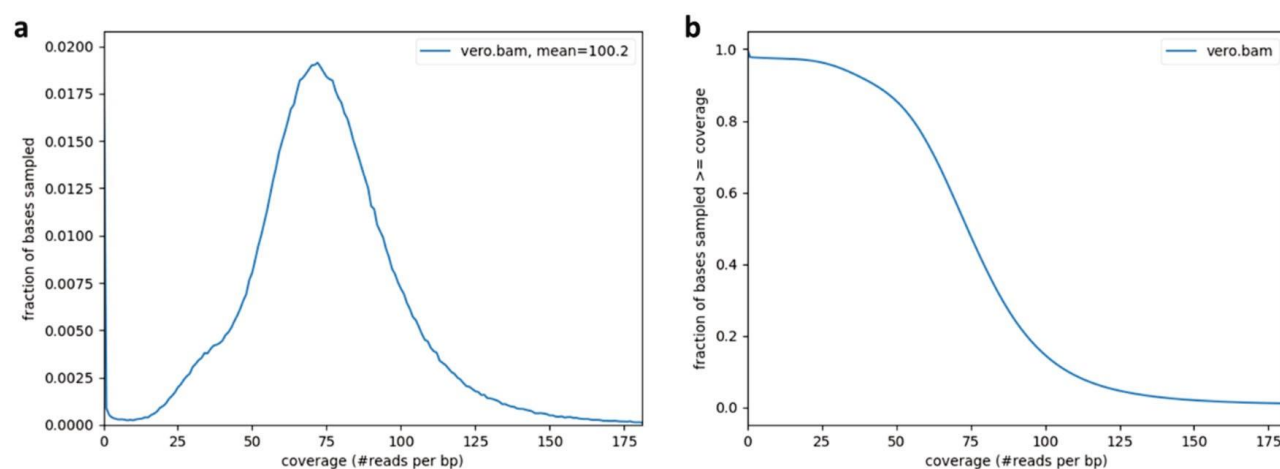 a
0.0200
0.0175
0.0150
0.0125
0.0100
0.0075
0.0050
0.0025
0.0000
fraction of bases sampled
vero.bam, mean=100.2
0 25 50 75 100 125 150 175
coverage (#reads per bp)
b
1.0
0.8
0.6
0.4
0.2
0.0
fraction of bases sampled >= coverage
vero.bam
0 25 50 75 100 125 150 175
coverage (#reads per bp)